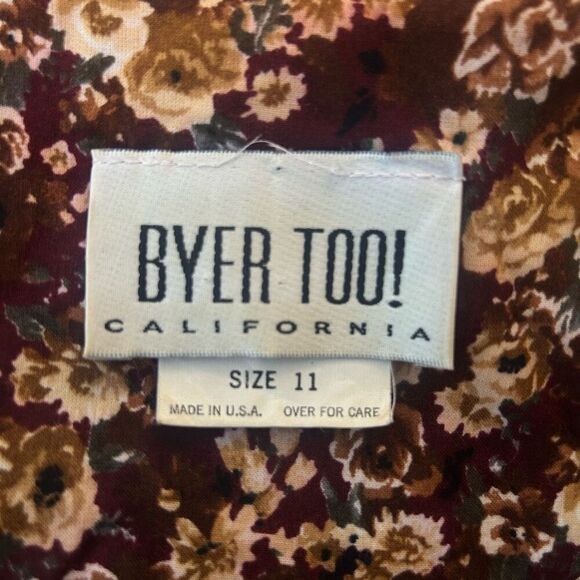 BYER TOO!
CALIFORNIA
SIZE 11
MADE IN U.S.A. OVER FOR CARE